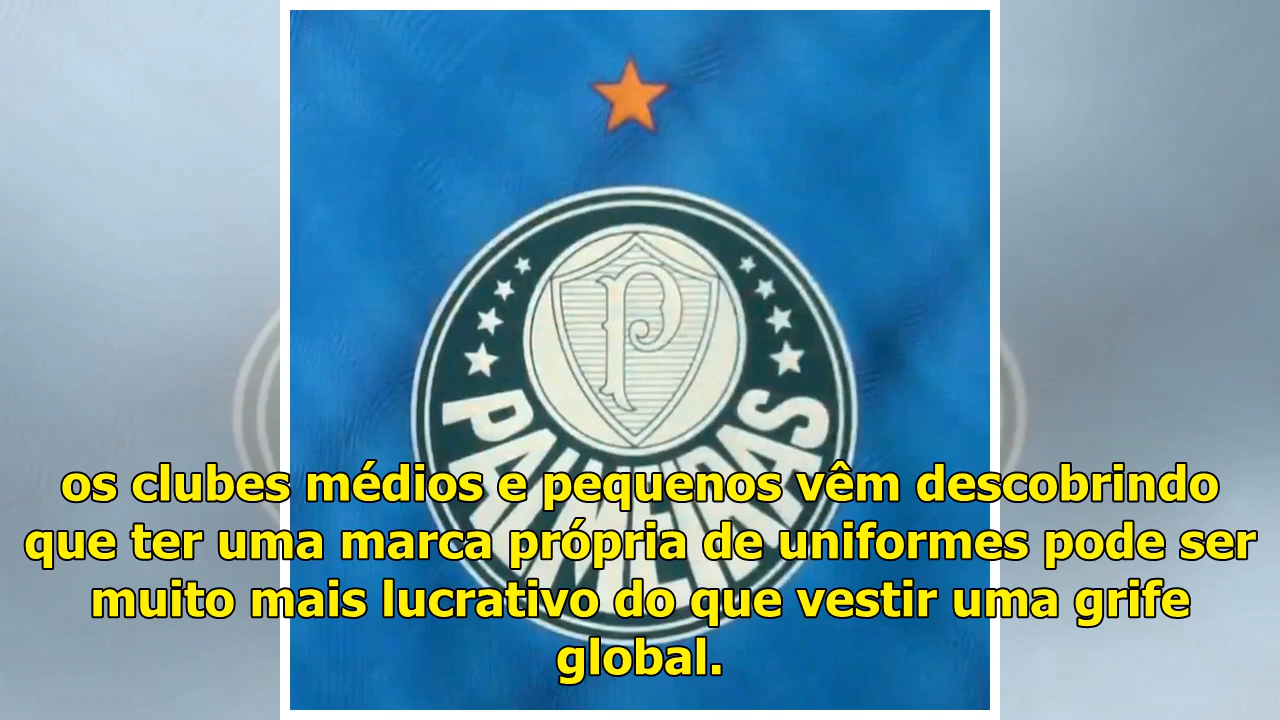 P
PALMEIRAS
os clubes médios e pequenos vêm descobrindo
que ter uma marca própria de uniformes pode ser
muito mais lucrativo do que vestir uma grife
global.